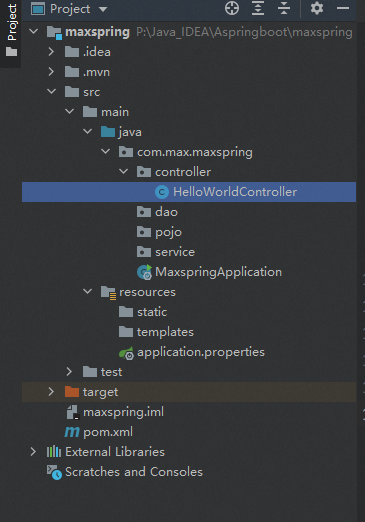 Project
Project
maxspring P:\Java_IDEA\Aspringboot\maxspring
.idea
.mvn
src
main
java
com.max.maxspring
controller
HelloWorldController
dao
pojo
service
MaxspringApplication
resources
static
templates
application.properties
test
target
maxspring.iml
pom.xml
External Libraries
Scratches and Consoles